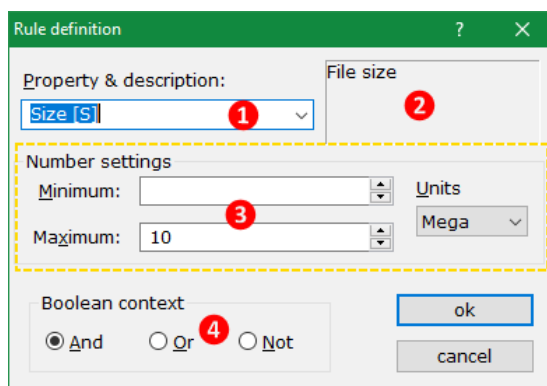 Rule definition ? ×
Property & description:
File size
Size [S]
1
2
Number settings
Minimum:
Units
3
Maximum: 10
Mega
Boolean context
And Or Not
4
ok
cancel